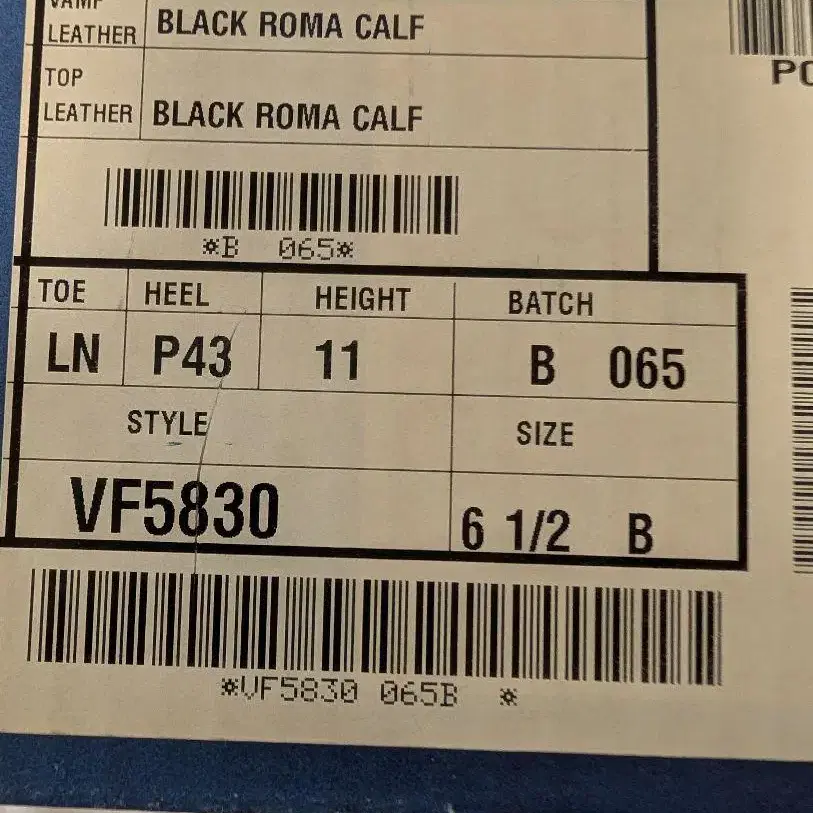 VAMP
LEATHER BLACK ROMA CALF
TOP
LEATHER BLACK ROMA CALF
*B 065*
TOE HEEL HEIGHT BATCH
LN P43 11 B 065
STYLE SIZE
VF5830 6 1/2 B
*VF5830 065B *